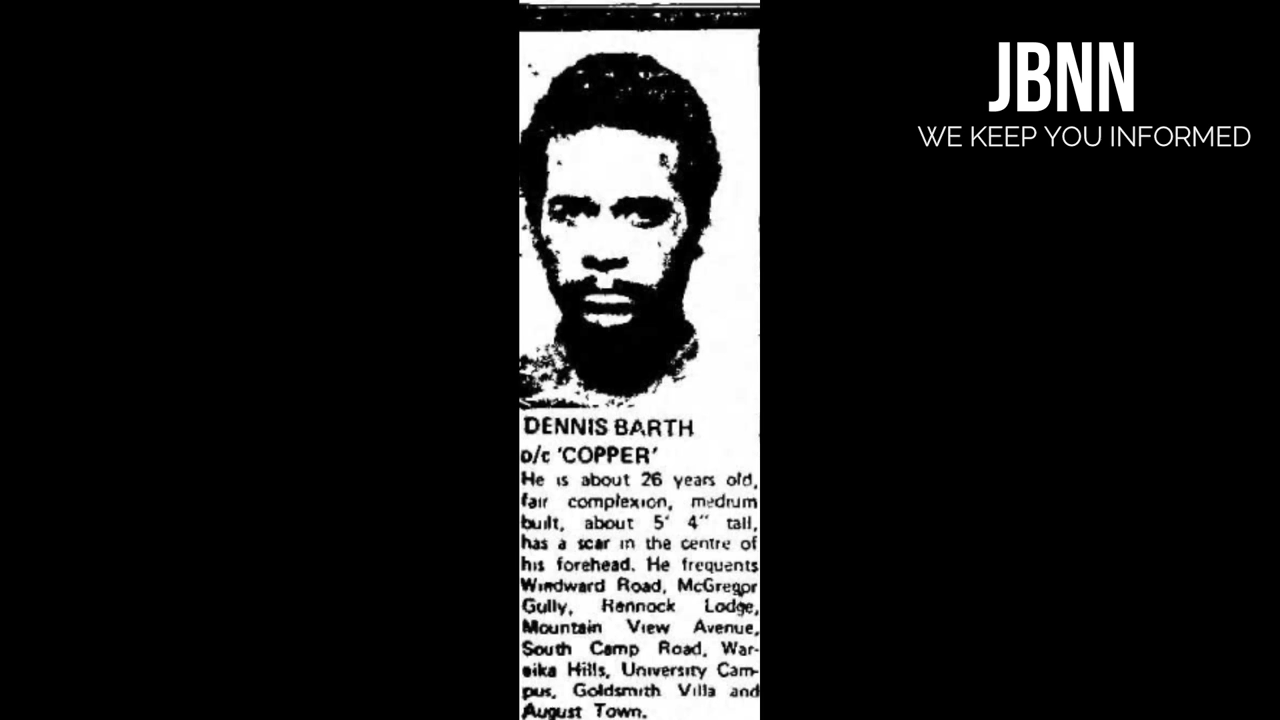 JBNN
WE KEEP YOU INFORMED
DENNIS BARTH
o/c 'COPPER'
He is about 26 years old,
fair complexion, medium
built, about 5' 4" tall,
has a scar in the centre of
his forehead. He frequents
Windward Road, McGregor
Gully, Rennock Lodge,
Mountain View Avenue,
South Camp Road, War-
eika Hills, University Cam-
pus, Goldsmith Villa and
August Town.